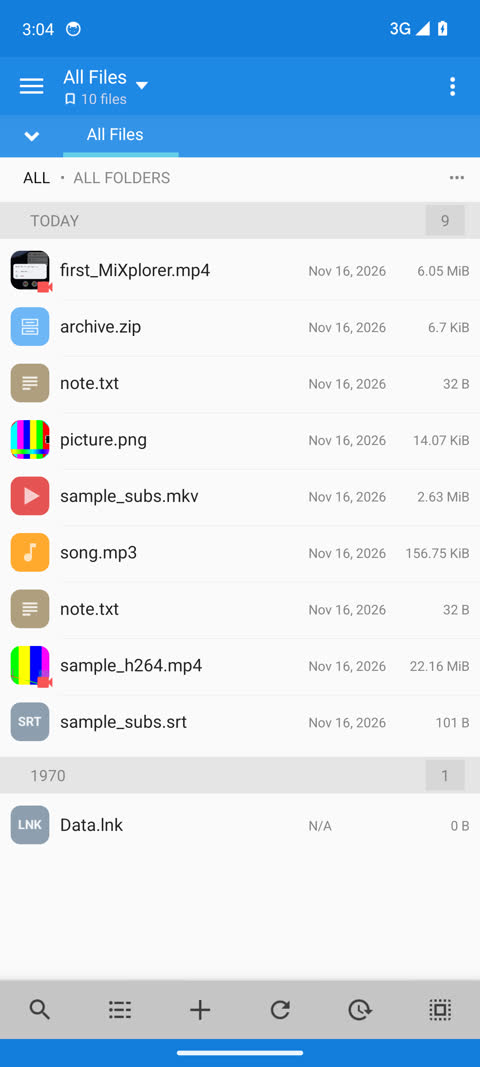 3:04
3G
All Files
10 files
All Files
ALL • ALL FOLDERS
TODAY 9
first_MiXplorer.mp4 Nov 16, 2026 6.05 MiB
archive.zip Nov 16, 2026 6.7 KiB
note.txt Nov 16, 2026 32 B
picture.png Nov 16, 2026 14.07 KiB
sample_subs.mkv Nov 16, 2026 2.63 MiB
song.mp3 Nov 16, 2026 156.75 KiB
note.txt Nov 16, 2026 32 B
sample_h264.mp4 Nov 16, 2026 22.16 MiB
SRT sample_subs.srt Nov 16, 2026 101 B
1970 1
LNK Data.lnk N/A 0 B